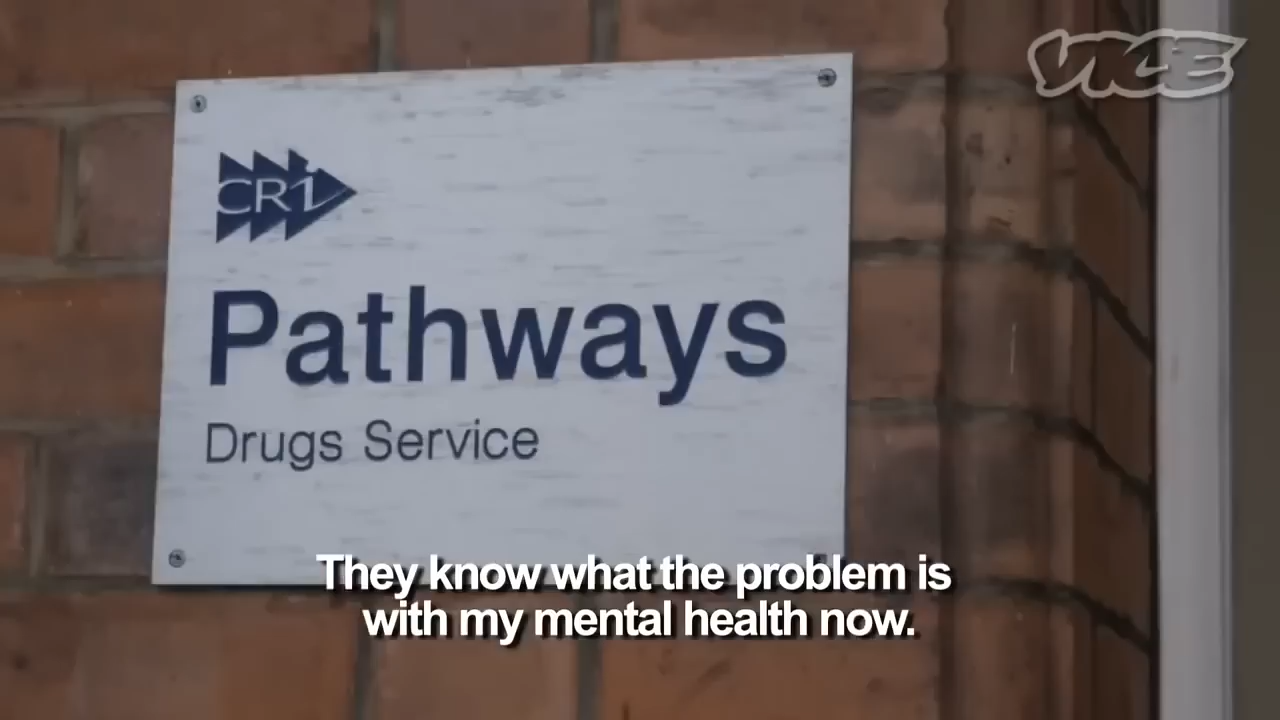 VICE
CRi
Pathways
Drugs Service
They know what the problem is
with my mental health now.